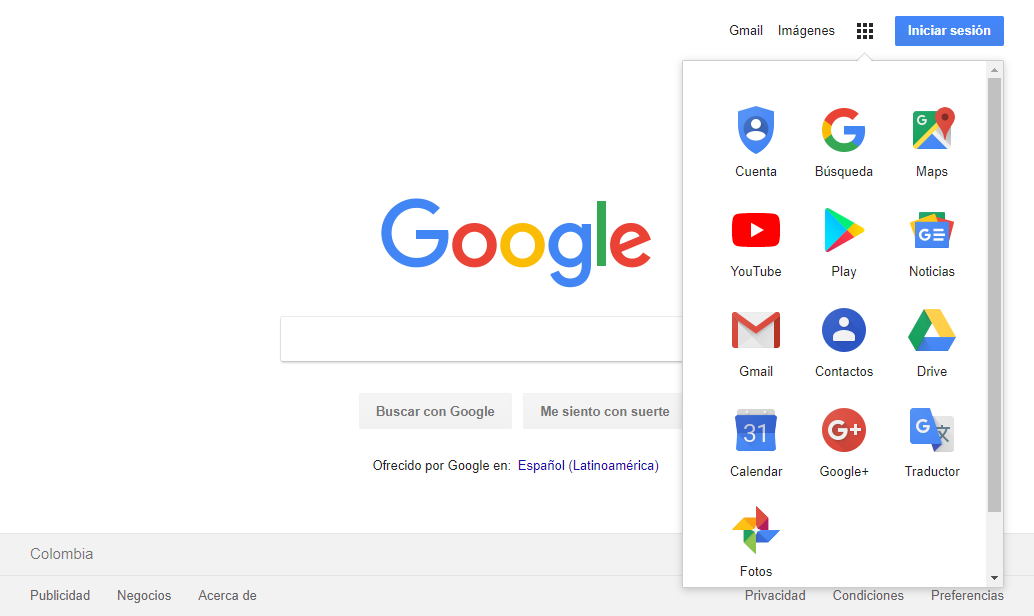 Gmail Imágenes Iniciar sesión
Google
Buscar con Google Me siento con suerte
Ofrecido por Google en: Español (Latinoamérica)
Cuenta Búsqueda Maps
YouTube Play Noticias
Gmail Contactos Drive
31
Calendar Google+ Traductor
Fotos
Colombia
Publicidad Negocios Acerca de Privacidad Condiciones Preferencias